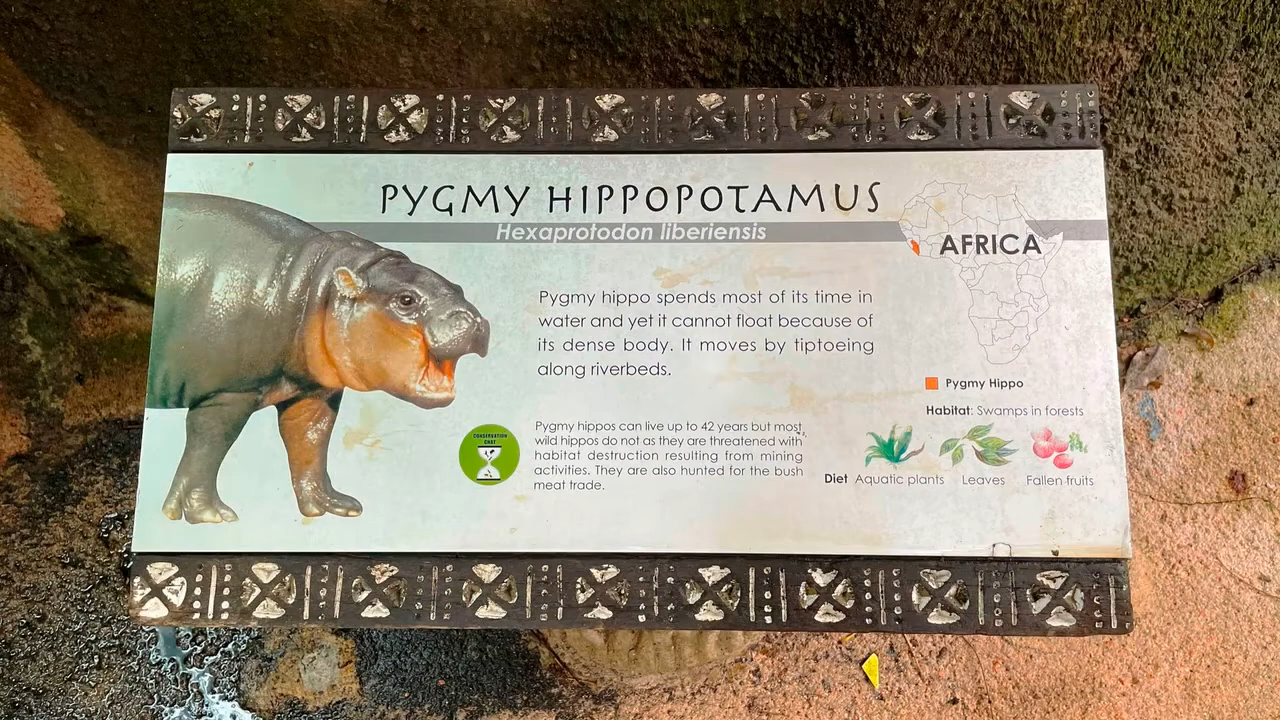 PYGMY HIPPOPOTAMUS
Hexaprotodon liberiensis
AFRICA
Pygmy hippo spends most of its time in
water and yet it cannot float because of
its dense body. It moves by tiptoeing
along riverbeds.
Pygmy Hippo
Habitat: Swamps in forests
CONSERVATION
CHAT
Pygmy hippos can live up to 42 years but most
wild hippos do not as they are threatened with
habitat destruction resulting from mining
activities. They are also hunted for the bush
meat trade.
Diet Aquatic plants Leaves Fallen fruits